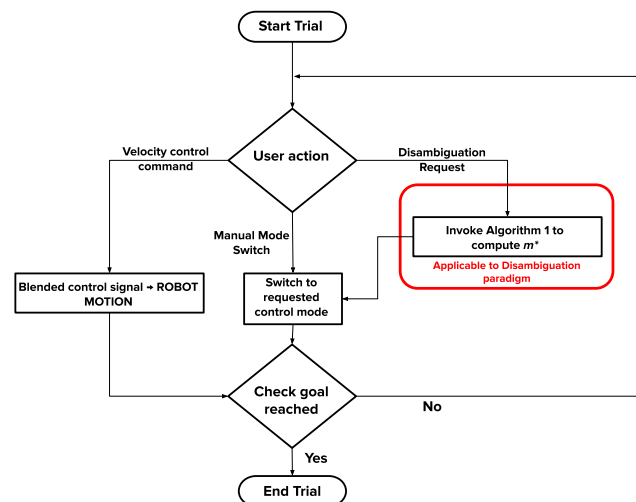 Start Trial
User action
Velocity control
command
Disambiguation
Request
Manual Mode
Switch
Invoke Algorithm 1 to
compute m*
Applicable to Disambiguation
paradigm
Blended control signal → ROBOT
MOTION
Switch to
requested
control mode
Check goal
reached
No
Yes
End Trial